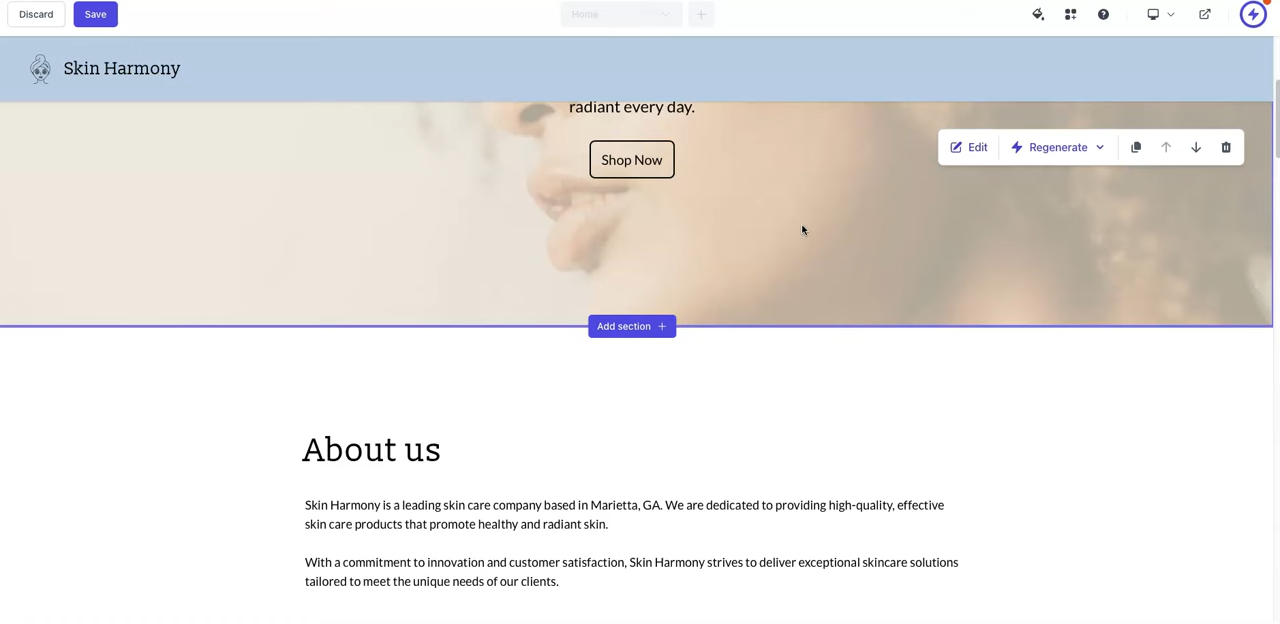 Discard
Save
Home
Skin Harmony
radiant every day.
Shop Now
Edit
Regenerate
Add section
About us
Skin Harmony is a leading skin care company based in Marietta, GA. We are dedicated to providing high-quality, effective
skin care products that promote healthy and radiant skin.
With a commitment to innovation and customer satisfaction, Skin Harmony strives to deliver exceptional skincare solutions
tailored to meet the unique needs of our clients.